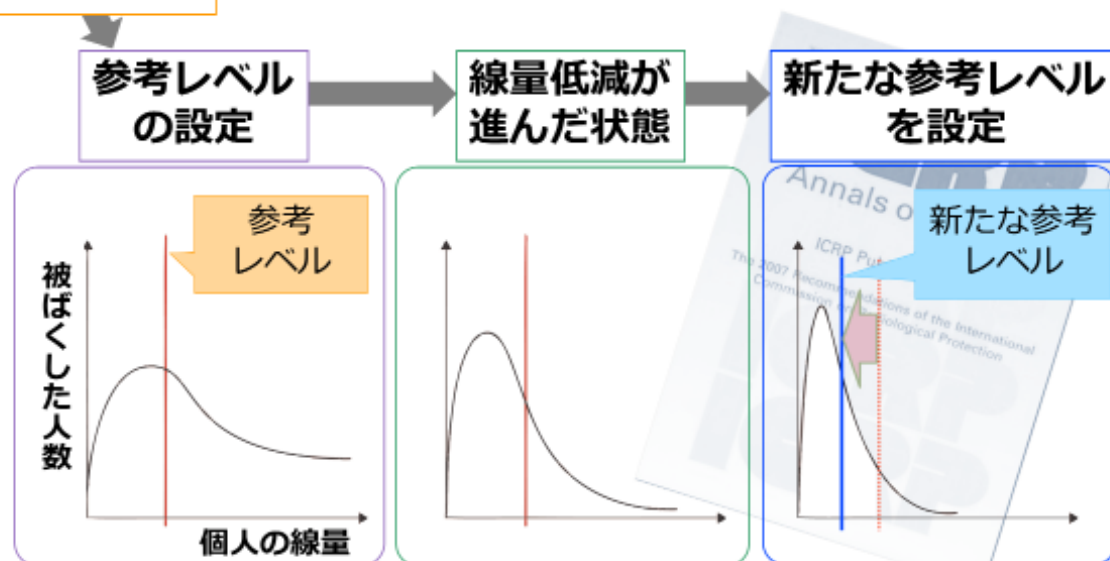 参考レベル
の設定
線量低減が
進んだ状態
新たな参考レベル
を設定
参考
レベル
被ばくした人数
個人の線量
Annals o
新たな参考
レベル
ICRP Pu
The 2007 Recommendations of the International
Commission on Radiological Protection
ICRP